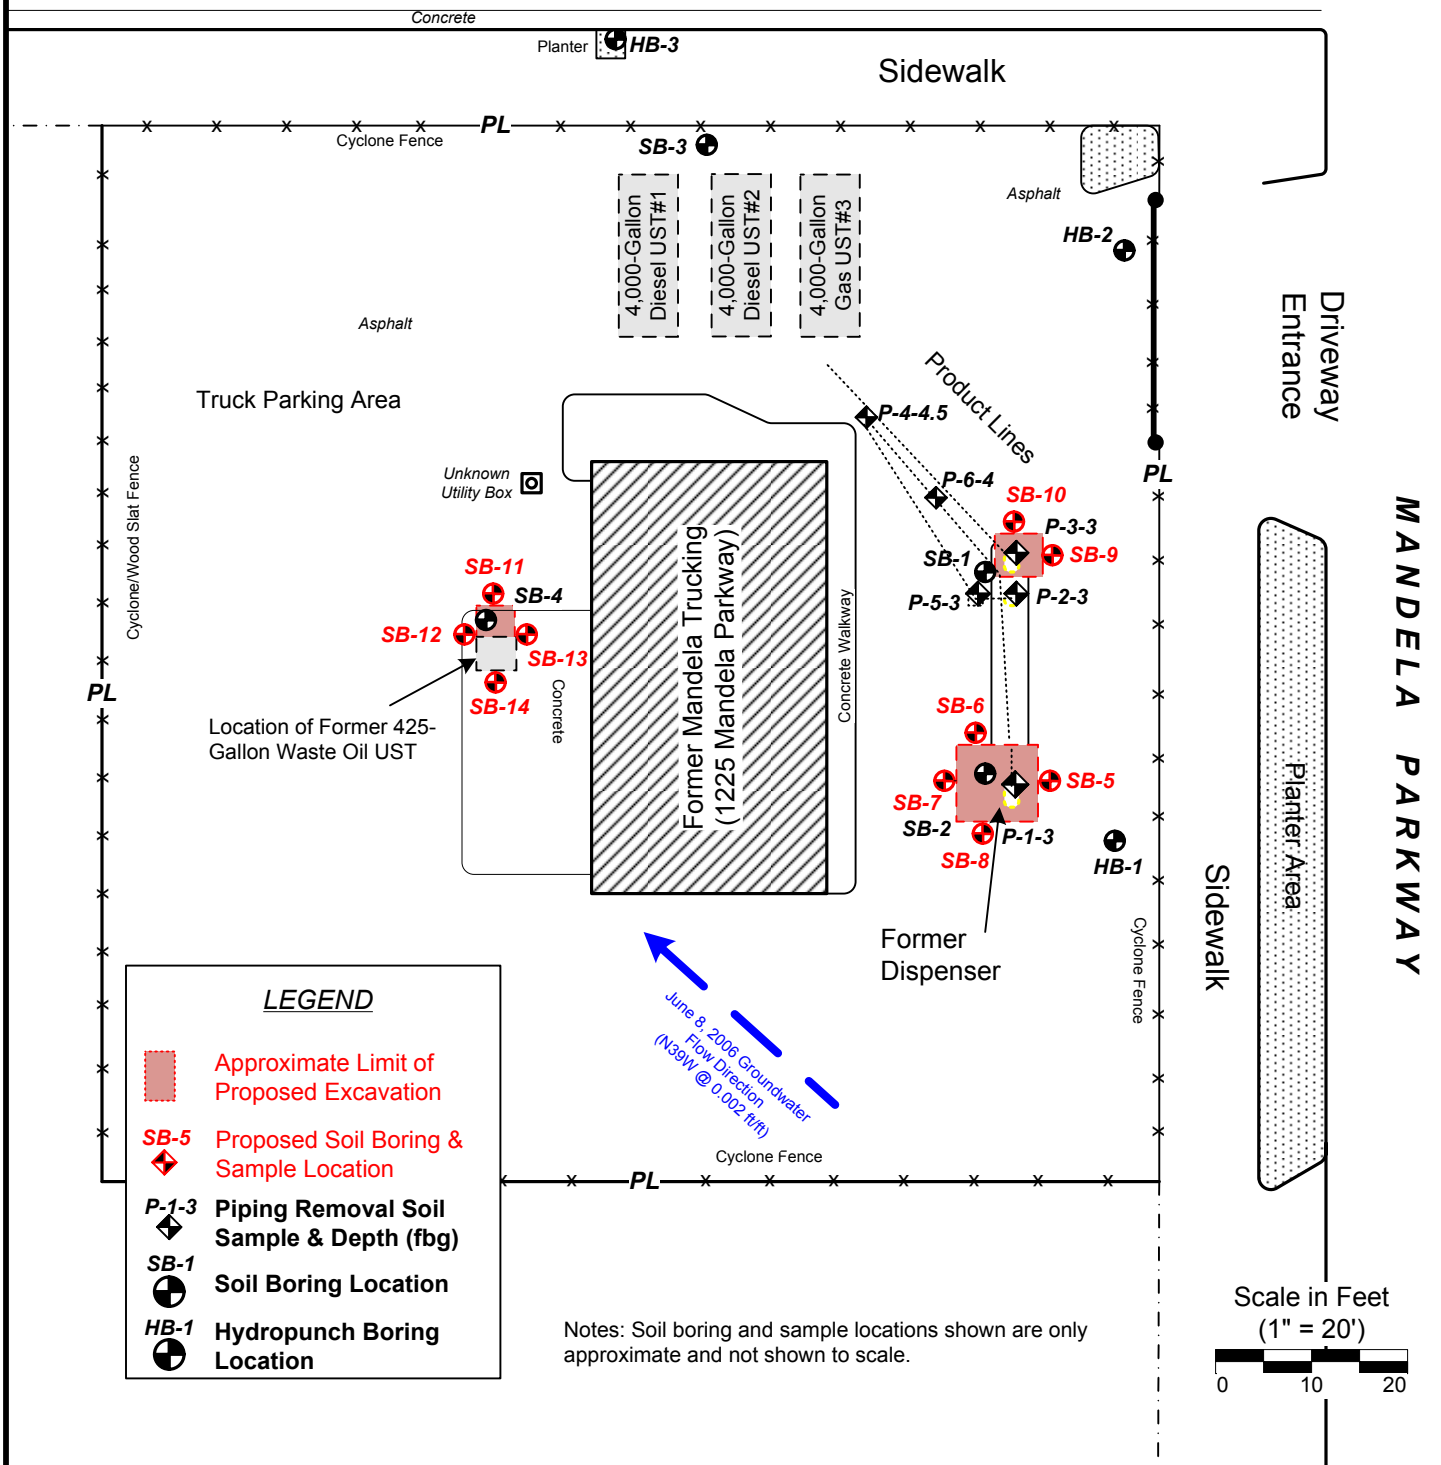 Concrete
Planter
HB-3
Sidewalk
PL
Cyclone Fence
SB-3
4,000-Gallon
Diesel UST#1
4,000-Gallon
Diesel UST#2
4,000-Gallon
Gas UST#3
Asphalt
HB-2
Driveway
Entrance
Asphalt
Truck Parking Area
Product Lines
P-4-4.5
Unknown
Utility Box
P-6-4
SB-10
P-3-3
PL
SB-9
SB-1
P-5-3
P-2-3
Cyclone/Wood Slat Fence
SB-11
SB-4
SB-12
SB-13
SB-14
PL
Concrete
Location of Former 425-
Gallon Waste Oil UST
Former Mandela Trucking
(1225 Mandela Parkway)
Concrete Walkway
SB-6
SB-7
SB-5
SB-2
P-1-3
SB-8
HB-1
Former
Dispenser
Sidewalk
Planter Area
MANDELA PARKWAY
Cyclone Fence
June 8, 2006 Groundwater
Flow Direction
(N39W @ 0.002 ft/ft)
Cyclone Fence
PL
LEGEND
Approximate Limit of
Proposed Excavation
SB-5
Proposed Soil Boring &
Sample Location
P-1-3
Piping Removal Soil
Sample & Depth (fbg)
SB-1
Soil Boring Location
HB-1
Hydropunch Boring
Location
Notes: Soil boring and sample locations shown are only
approximate and not shown to scale.
Scale in Feet
(1" = 20')
0 10 20